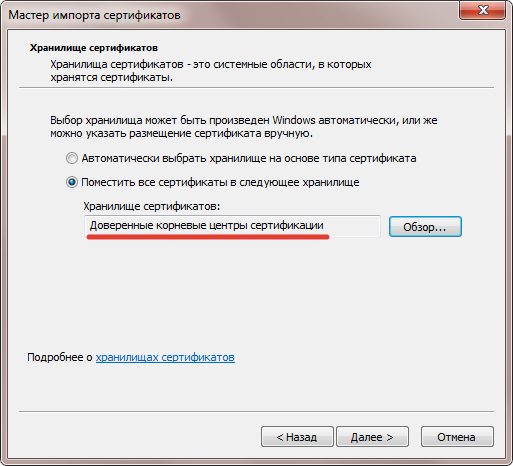 Мастер импорта сертификатов
Хранилище сертификатов
Хранилища сертификатов - это системные области, в которых
хранятся сертификаты.
Выбор хранилища может быть произведен Windows автоматически, или же
можно указать размещение сертификата вручную.
Автоматически выбрать хранилище на основе типа сертификата
Поместить все сертификаты в следующее хранилище
Хранилище сертификатов:
Доверенные корневые центры сертификации
Обзор...
Подробнее о хранилищах сертификатов
< Назад
Далее >
Отмена